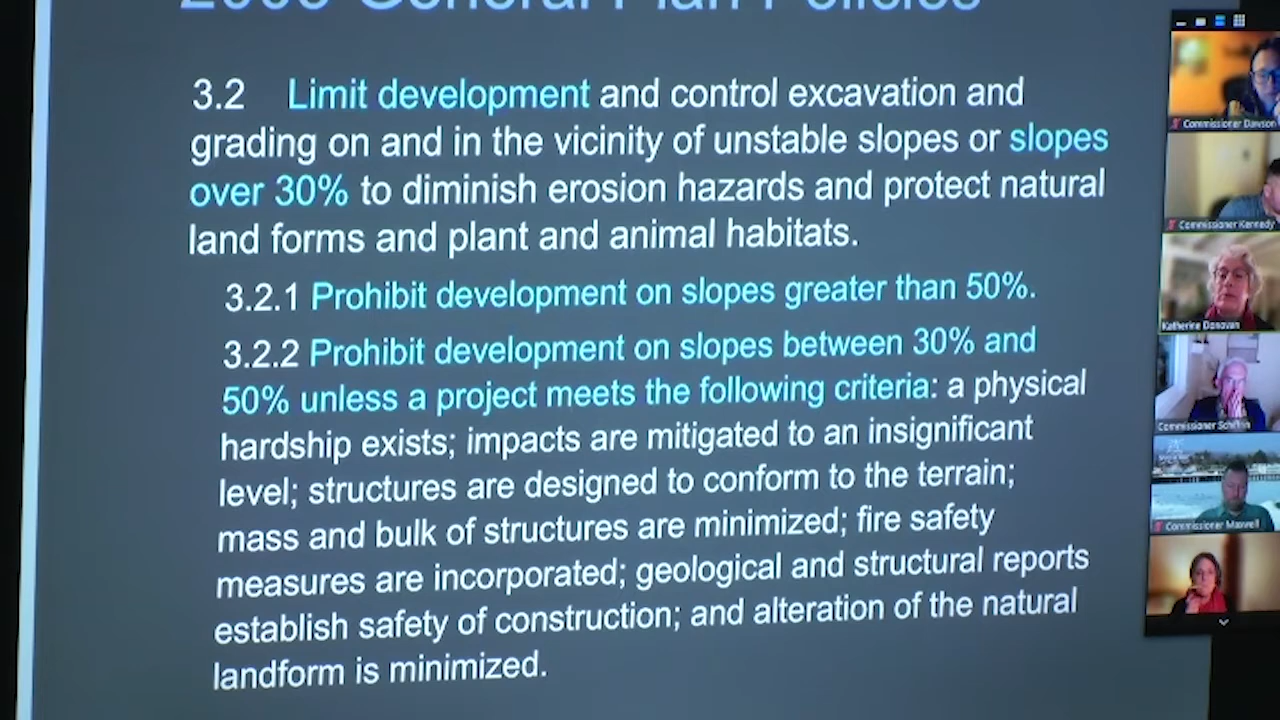 General Plan Policies
3.2 Limit development and control excavation and
grading on and in the vicinity of unstable slopes or slopes
over 30% to diminish erosion hazards and protect natural
land forms and plant and animal habitats.
3.2.1 Prohibit development on slopes greater than 50%.
3.2.2 Prohibit development on slopes between 30% and
50% unless a project meets the following criteria: a physical
hardship exists; impacts are mitigated to an insignificant
level; structures are designed to conform to the terrain;
mass and bulk of structures are minimized; fire safety
measures are incorporated; geological and structural reports
establish safety of construction; and alteration of the natural
landform is minimized.
Commissioner Dawson
Commissioner Kennedy
Katherine Donovan
Commissioner
Commissioner Maxwell